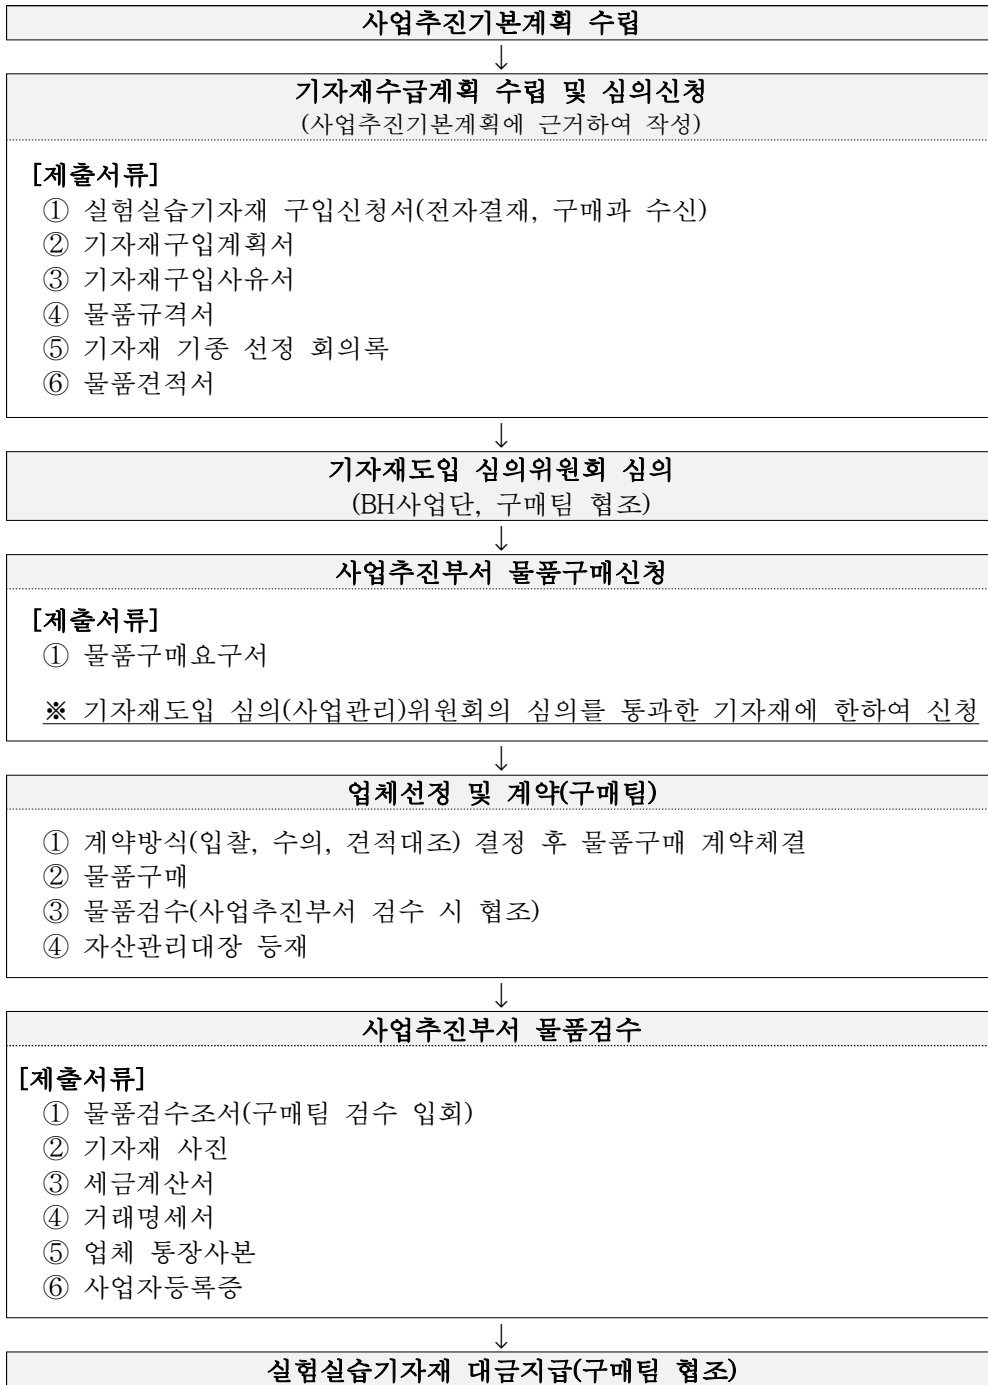 사업추진기본계획 수립
↓
기자재수급계획 수립 및 심의신청
(사업추진기본계획에 근거하여 작성)
[제출서류]
① 실험실습기자재 구입신청서(전자결재, 구매과 수신)
② 기자재구입계획서
③ 기자재구입사유서
④ 물품규격서
⑤ 기자재 기종 선정 회의록
⑥ 물품견적서
↓
기자재도입 심의위원회 심의
(BH사업단, 구매팀 협조)
↓
사업추진부서 물품구매신청
[제출서류]
① 물품구매요구서
※ 기자재도입 심의(사업관리)위원회의 심의를 통과한 기자재에 한하여 신청
↓
업체선정 및 계약(구매팀)
① 계약방식(입찰, 수의, 견적대조) 결정 후 물품구매 계약체결
② 물품구매
③ 물품검수(사업추진부서 검수 시 협조)
④ 자산관리대장 등재
↓
사업추진부서 물품검수
[제출서류]
① 물품검수조서(구매팀 검수 입회)
② 기자재 사진
③ 세금계산서
④ 거래명세서
⑤ 업체 통장사본
⑥ 사업자등록증
↓
실험실습기자재 대금지급(구매팀 협조)